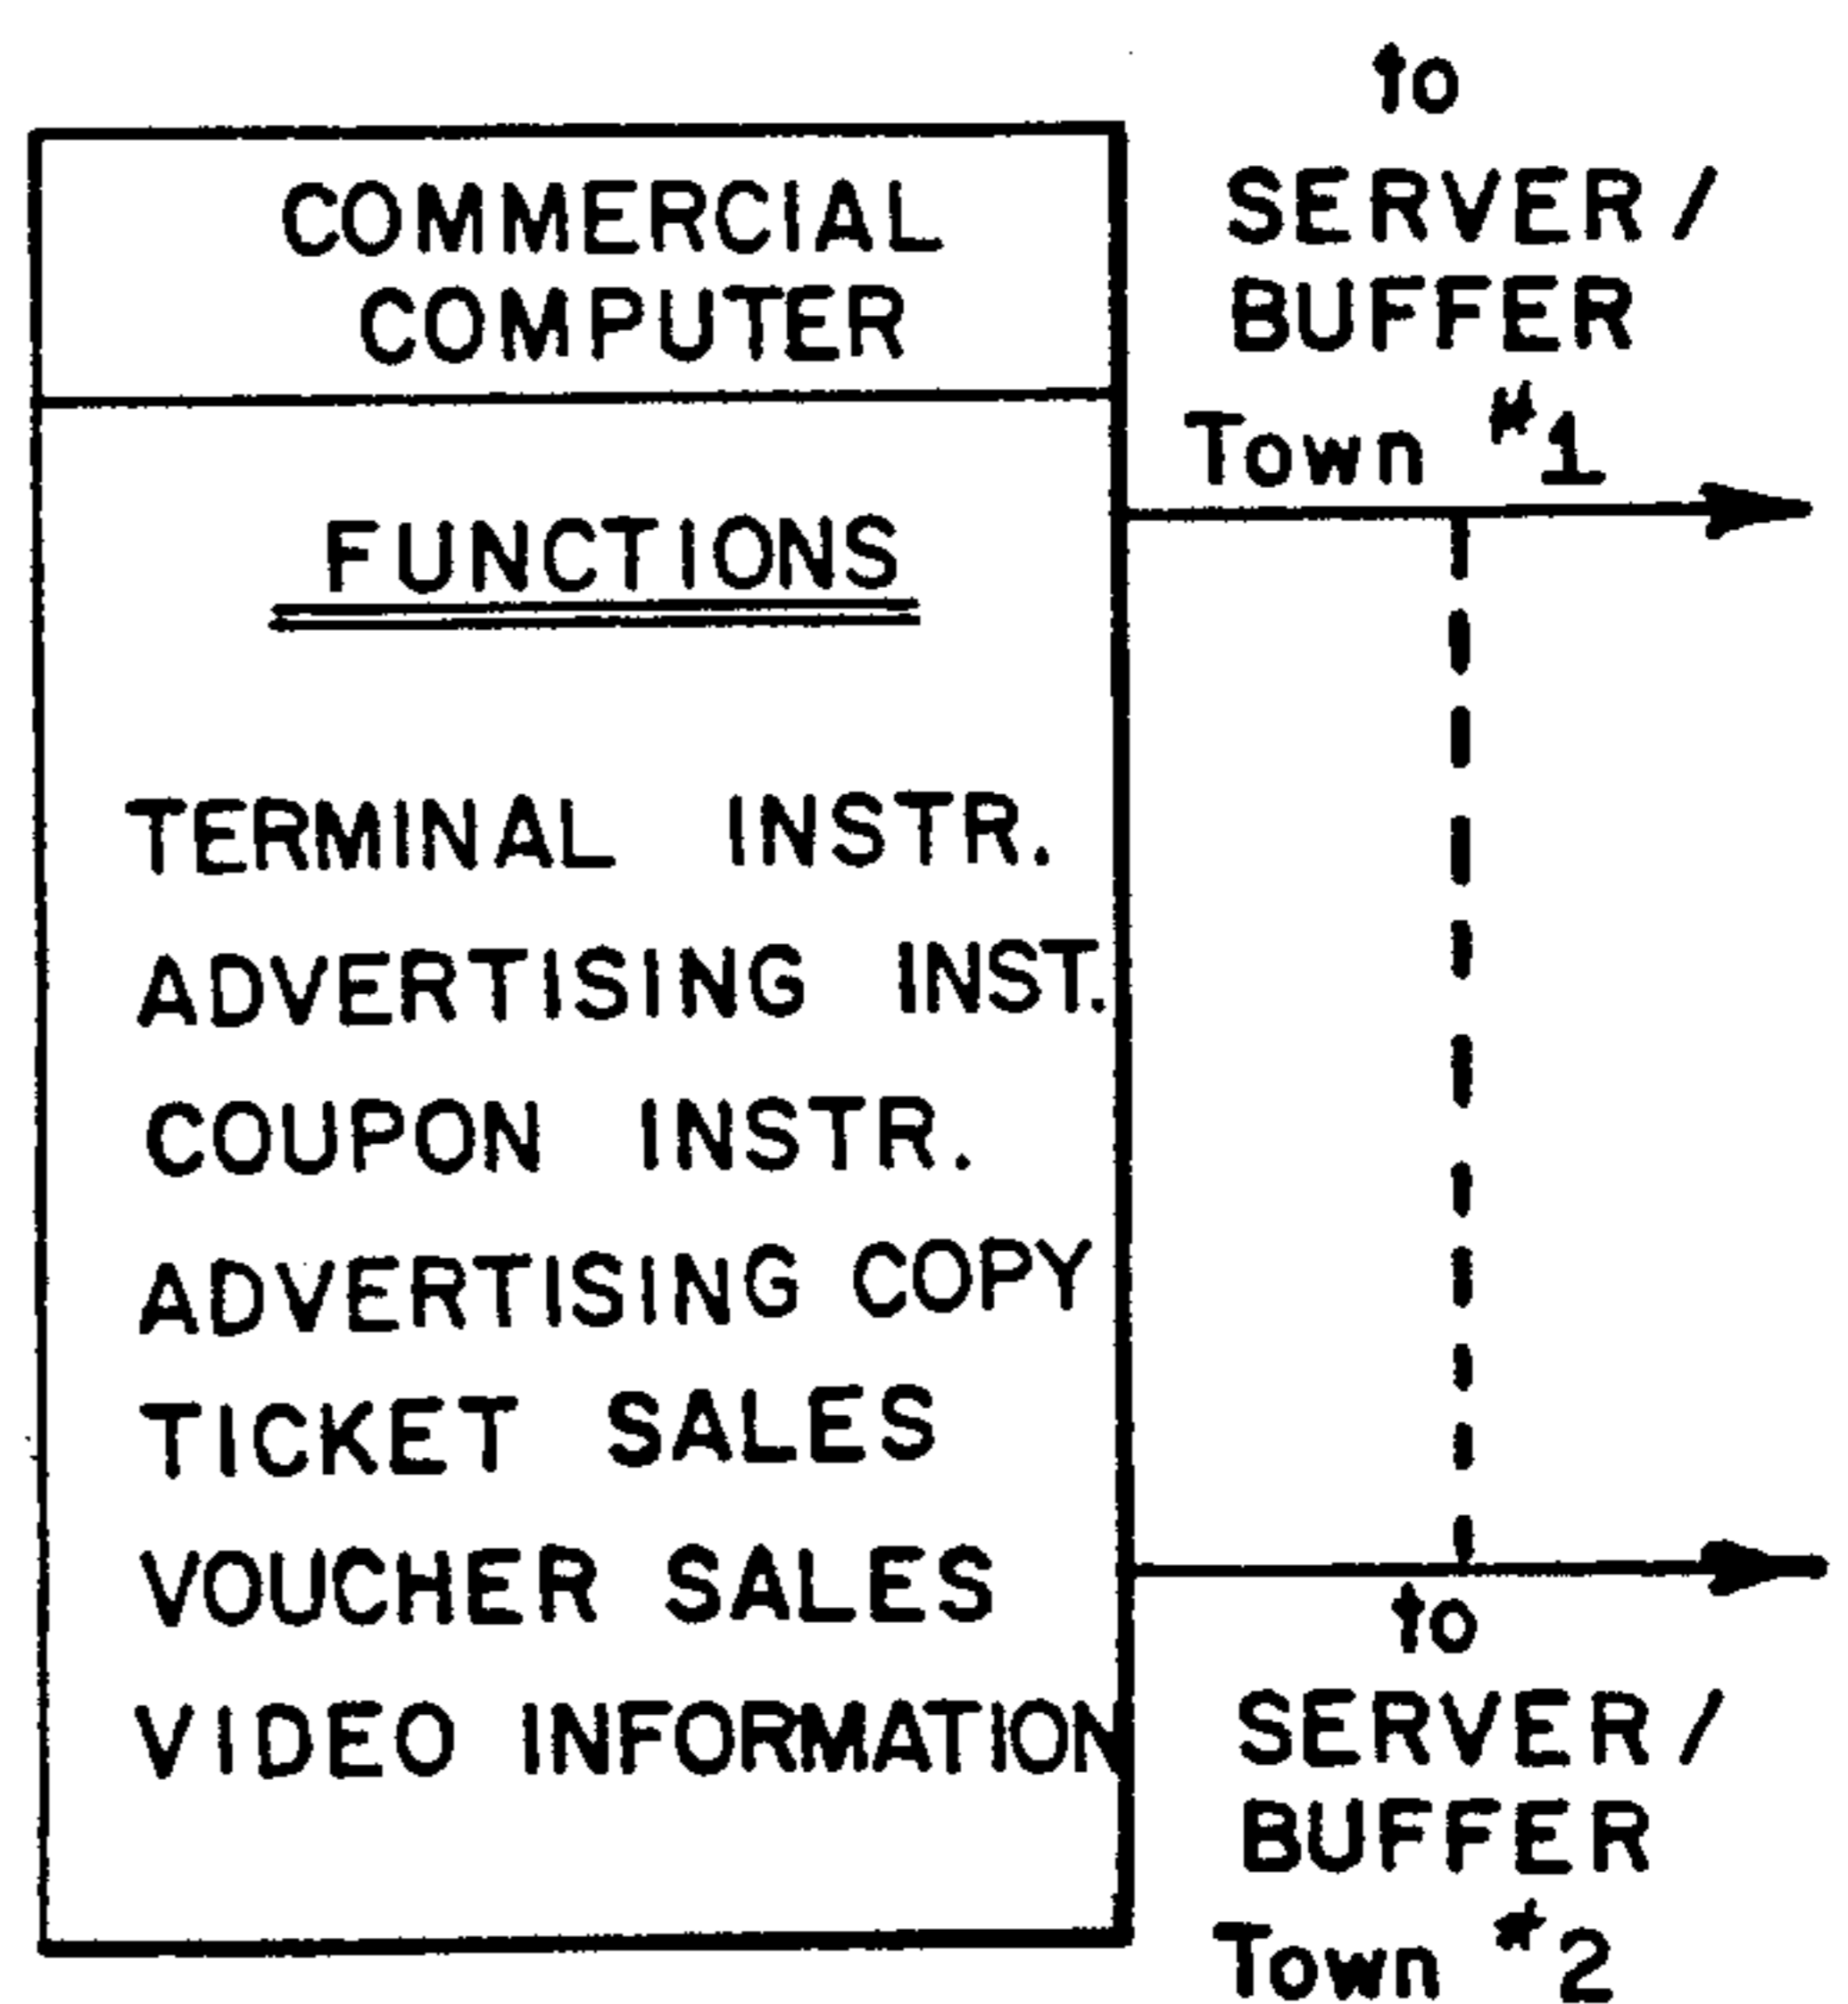 COMMERCIAL
COMPUTER
FUNCTIONS
TERMINAL INSTR.
ADVERTISING INST.
COUPON INSTR.
ADVERTISING COPY
TICKET SALES
VOUCHER SALES
VIDEO INFORMATION
to
SERVER/
BUFFER
Town #1
to
SERVER/
BUFFER
Town #2